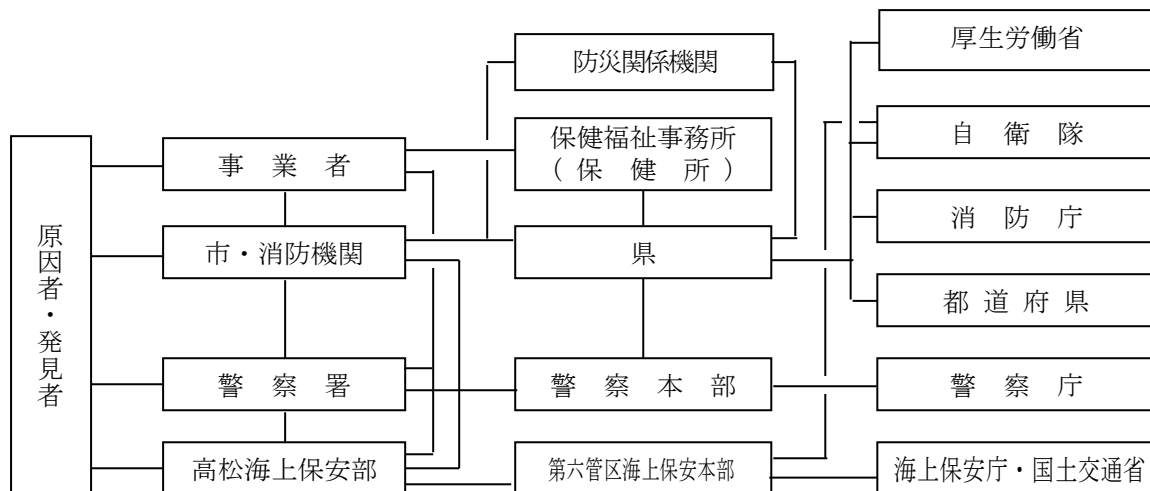 原因者・発見者
事業者
市・消防機関
警察署
高松海上保安部
防災関係機関
保健福祉事務所
(保健所)
県
警察本部
第六管区海上保安本部
厚生労働省
自衛隊
消防庁
都道府県
警察庁
海上保安庁・国土交通省